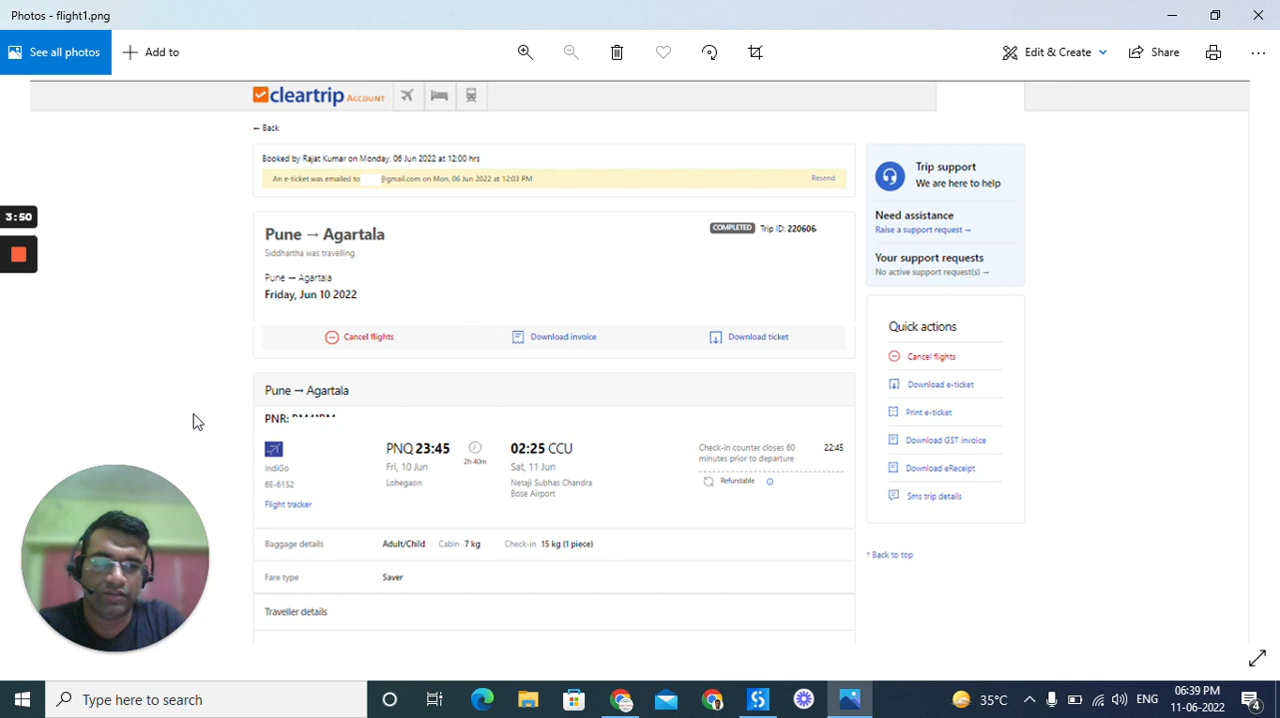 Photos - flight1.png
See all photos
Add to
Edit & Create
Share
cleartrip ACCOUNT
Back
Booked by Rajat Kumar on Monday, 06 Jun 2022 at 12:00 hrs
An e-ticket was emailed to @gmail.com on Mon, 06 Jun 2022 at 12:03 PM
Resend
Pune → Agartala
COMPLETED Trip ID: 220606
Siddhartha was travelling
Pune — Agartala
Friday, Jun 10 2022
Cancel flights
Download invoice
Download ticket
Pune → Agartala
PNR:
IndiGo
6E-6152
Flight tracker
PNQ 23:45
Fri, 10 Jun
Lohegaon
2h 40m
02:25 CCU
Sat, 11 Jun
Netaji Subhas Chandra
Bose Airport
Check-in counter closes 60
minutes prior to departure
22:45
Refundable
Baggage details
Adult/Child Cabin 7 kg Check-in 15 kg (1 piece)
Fare type
Saver
Traveller details
Trip support
We are here to help
Need assistance
Raise a support request →
Your support requests
No active support request(s) →
Quick actions
Cancel flights
Download e-ticket
Print e-ticket
Download GST invoice
Download eReceipt
Sms trip details
↑ Back to top
3:50
Type here to search
35°C
ENG
06:39 PM
11-06-2022
4